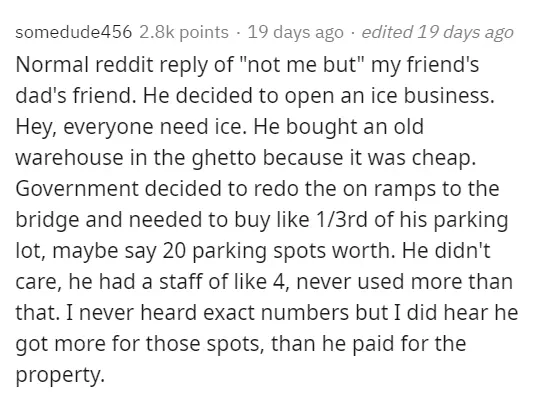 somedude456 2.8k points · 19 days ago · edited 19 days ago
Normal reddit reply of "not me but" my friend's
dad's friend. He decided to open an ice business.
Hey, everyone need ice. He bought an old
warehouse in the ghetto because it was cheap.
Government decided to redo the on ramps to the
bridge and needed to buy like 1/3rd of his parking
lot, maybe say 20 parking spots worth. He didn't
care, he had a staff of like 4, never used more than
that. I never heard exact numbers but I did hear he
got more for those spots, than he paid for the
property.